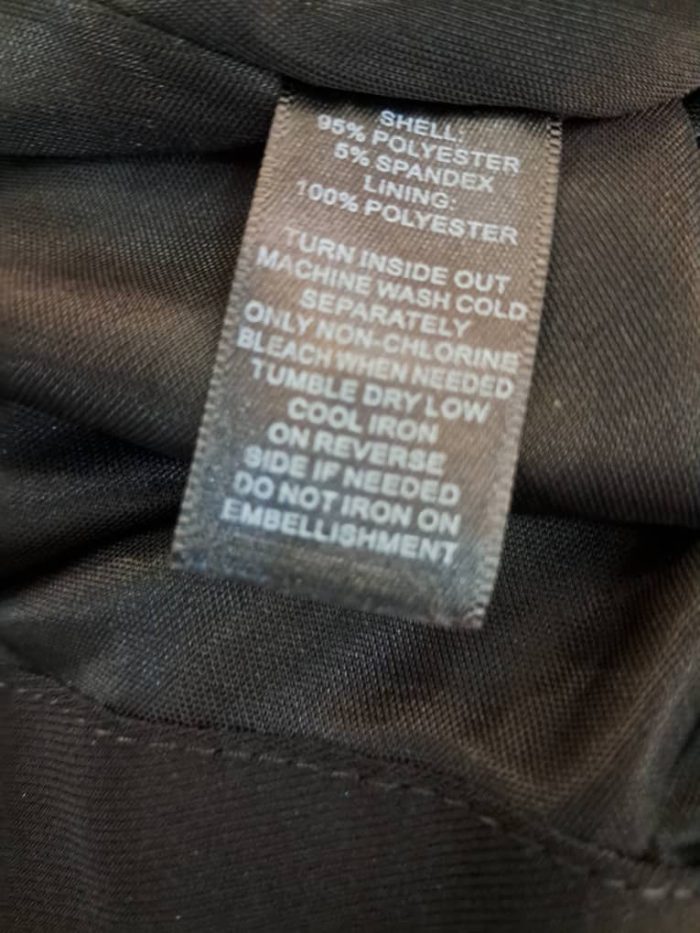 SHELL:
95% POLYESTER
5% SPANDEX
LINING:
100% POLYESTER
TURN INSIDE OUT
MACHINE WASH COLD
SEPARATELY
ONLY NON-CHLORINE
BLEACH WHEN NEEDED
TUMBLE DRY LOW
COOL IRON
ON REVERSE
SIDE IF NEEDED
DO NOT IRON ON
EMBELLISHMENT